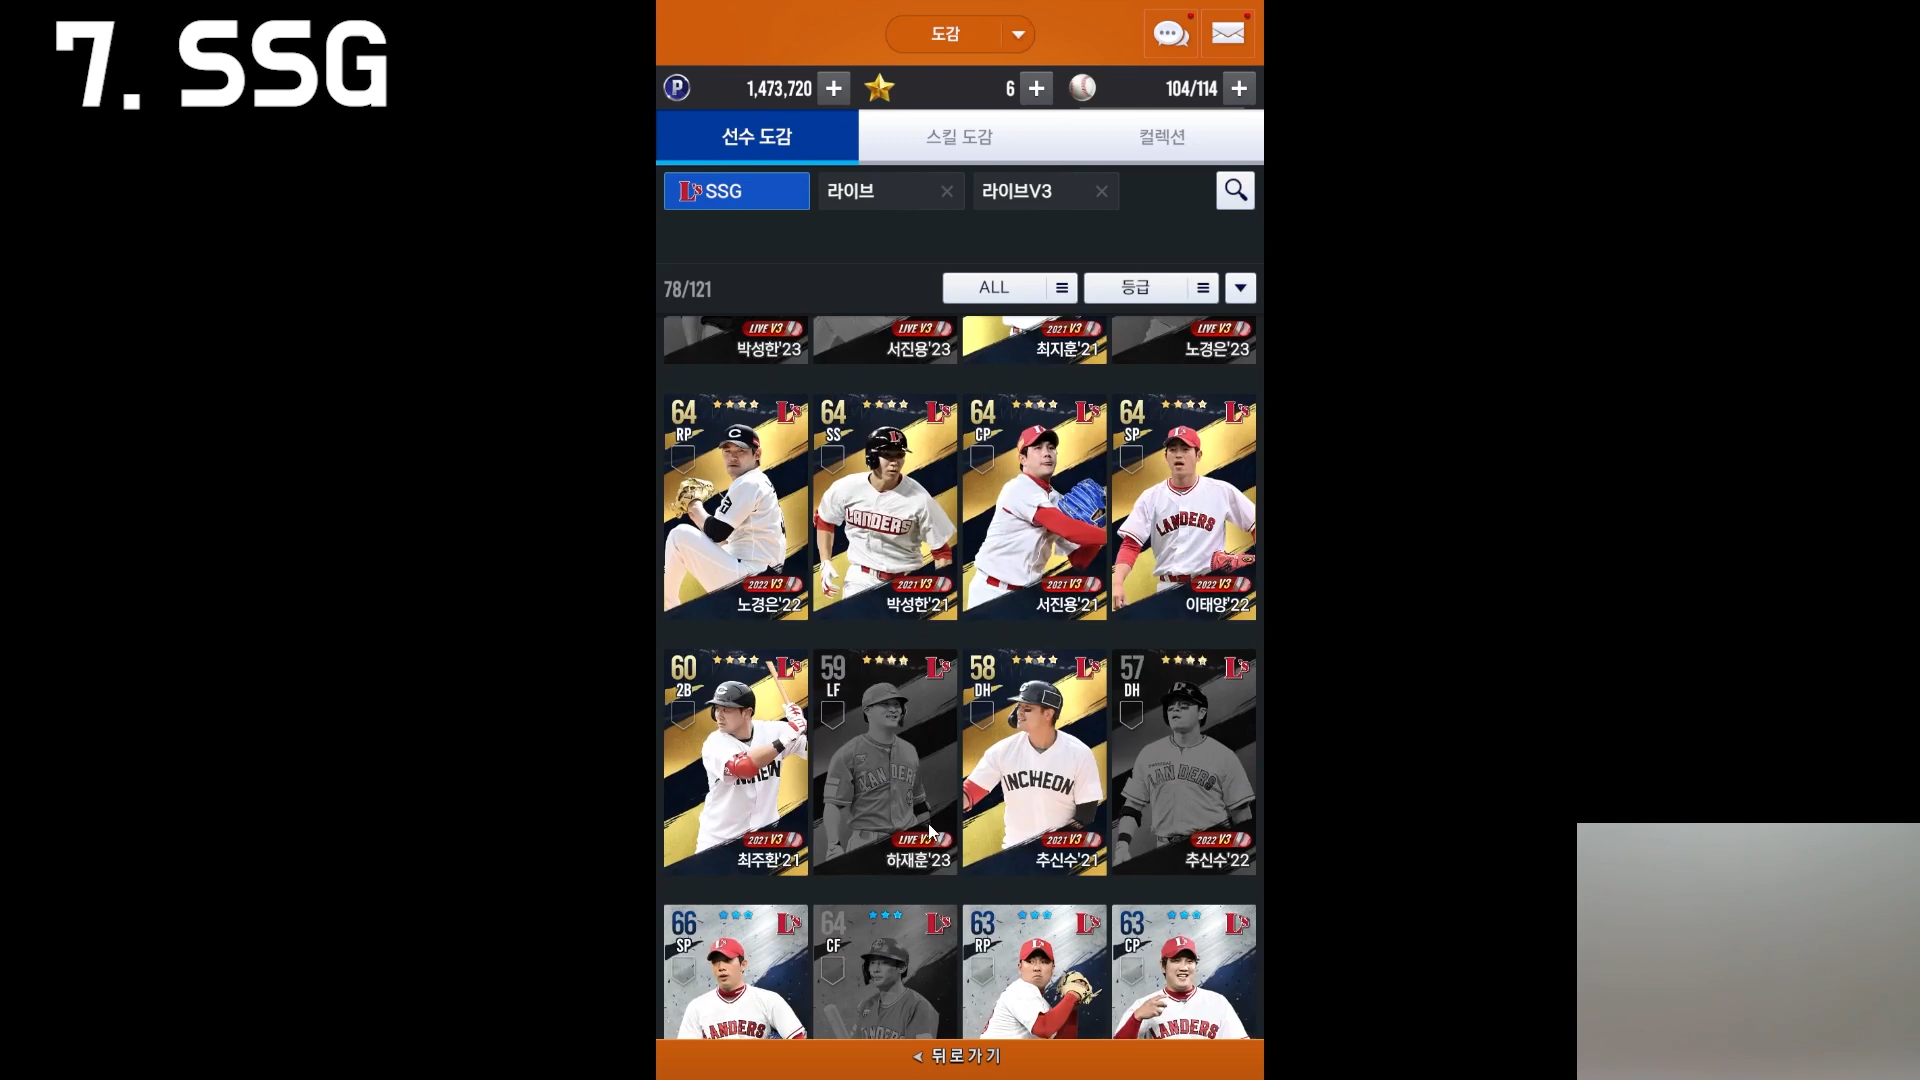 7. SSG
도감
P 1,473,720 + 6 + 104/114 +
선수 도감 스킬 도감 컬렉션
L's SSG 라이브 라이브V3
78/121 ALL 등급
LIVE V3 LIVE V3 2021 V3 LIVE V3
박성한'23 서진용'23 최지훈'21 노경은'23
64 64 64 64
RP SS CP SP
LANDERS LANDERS
2022 V3 2021 V3 2021 V3 2022 V3
노경은'22 박성한'21 서진용'21 이태양'22
60 59 58 57
2B LF DH DH
LANDERS INCHEON LANDERS
2021 V3 LIVE V3 2021 V3 2022 V3
최주환'21 하재훈'23 추신수'21 추신수'22
66 64 63 63
SP CF RP CP
LANDERS LANDERS
뒤로가기